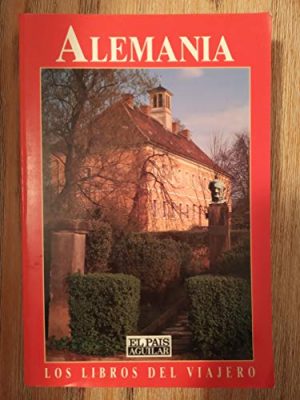 ALEMANIA
EL PAIS
AGUILAR
LOS LIBROS DEL VIAJERO